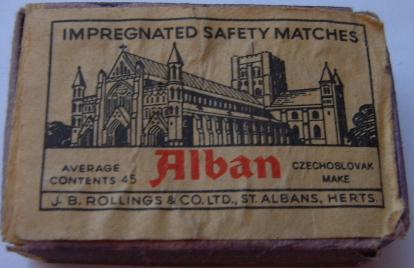 IMPREGNATED SAFETY MATCHES
AVERAGE CONTENTS 45
Alban
CZECHOSLOVAK MAKE
J. B. ROLLINGS & CO. LTD., ST. ALBANS, HERTS.